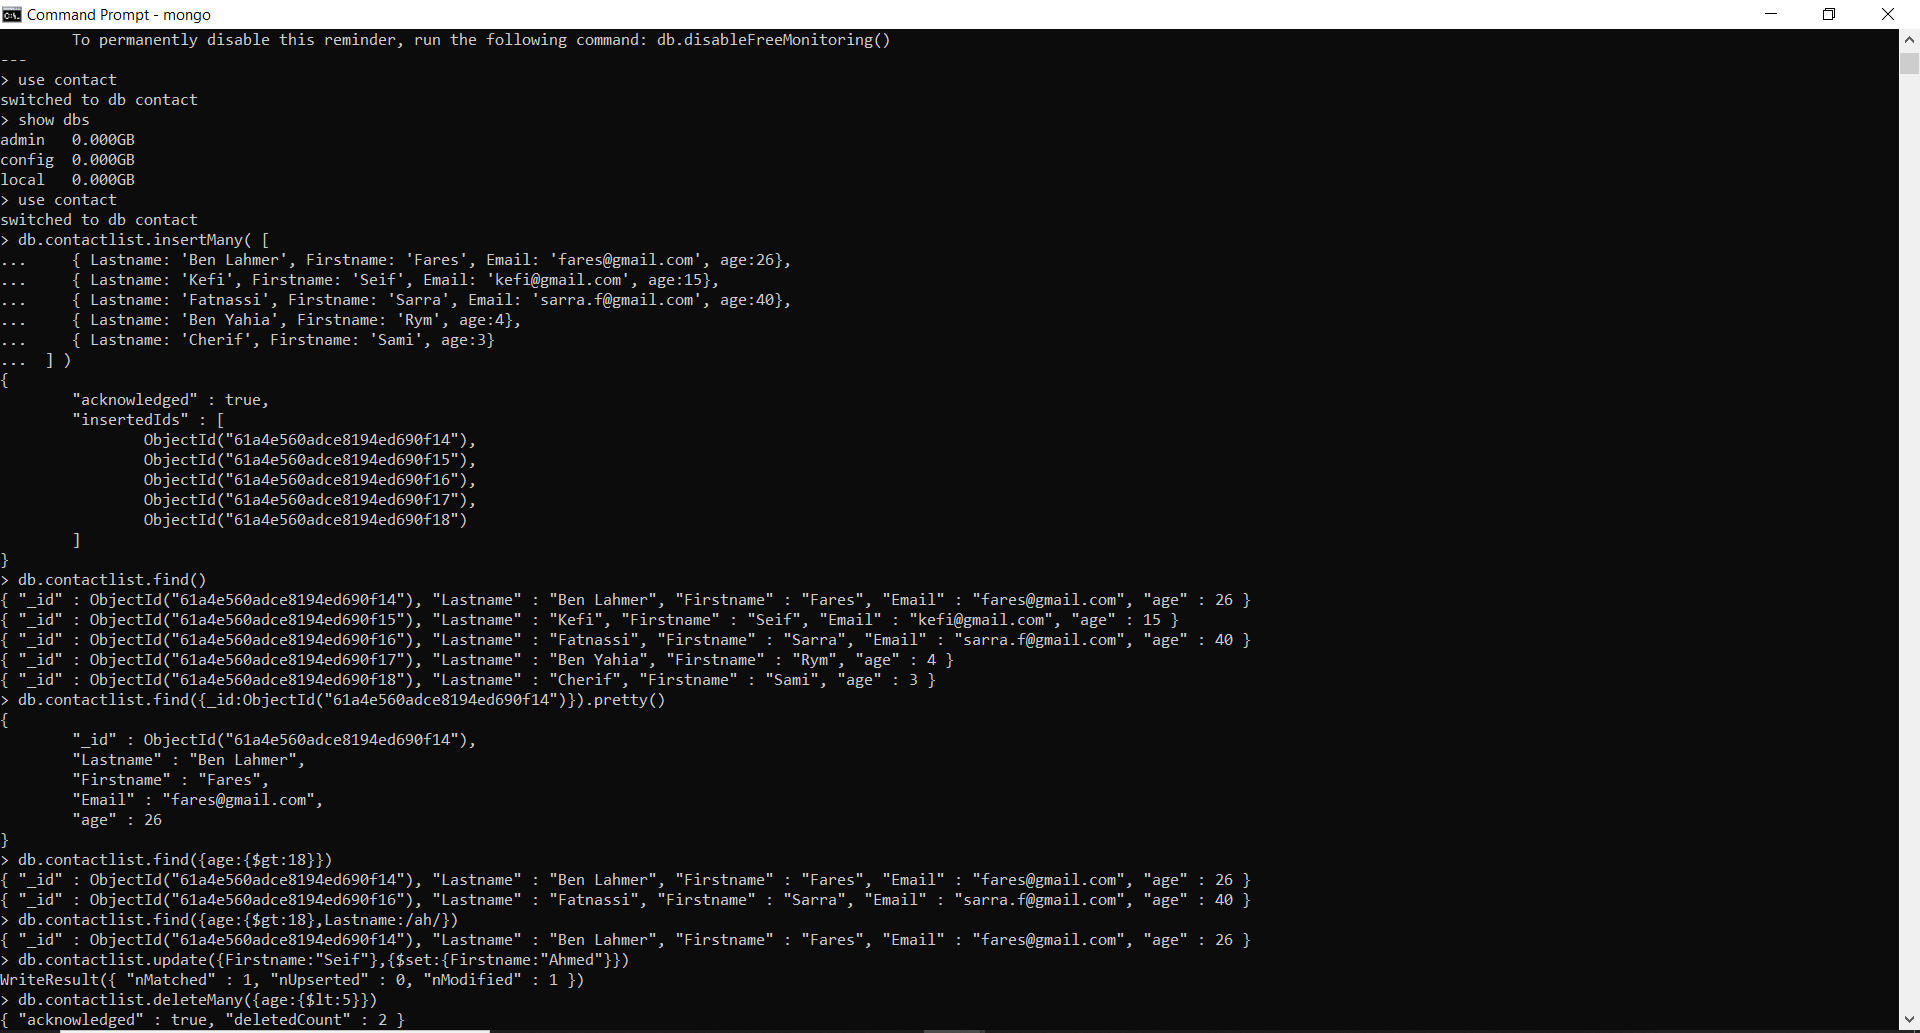 Command Prompt - mongo
        To permanently disable this reminder, run the following command: db.disableFreeMonitoring()
---
> use contact
switched to db contact
> show dbs
admin   0.000GB
config  0.000GB
local   0.000GB
> use contact
switched to db contact
> db.contactlist.insertMany( [
...     { Lastname: 'Ben Lahmer', Firstname: 'Fares', Email: 'fares@gmail.com', age:26},
...     { Lastname: 'Kefi', Firstname: 'Seif', Email: 'kefi@gmail.com', age:15},
...     { Lastname: 'Fatnassi', Firstname: 'Sarra', Email: 'sarra.f@gmail.com', age:40},
...     { Lastname: 'Ben Yahia', Firstname: 'Rym', age:4},
...     { Lastname: 'Cherif', Firstname: 'Sami', age:3}
...  ] )
{
        "acknowledged" : true,
        "insertedIds" : [
                ObjectId("61a4e560adce8194ed690f14"),
                ObjectId("61a4e560adce8194ed690f15"),
                ObjectId("61a4e560adce8194ed690f16"),
                ObjectId("61a4e560adce8194ed690f17"),
                ObjectId("61a4e560adce8194ed690f18")
        ]
}
> db.contactlist.find()
{ "_id" : ObjectId("61a4e560adce8194ed690f14"), "Lastname" : "Ben Lahmer", "Firstname" : "Fares", "Email" : "fares@gmail.com", "age" : 26 }
{ "_id" : ObjectId("61a4e560adce8194ed690f15"), "Lastname" : "Kefi", "Firstname" : "Seif", "Email" : "kefi@gmail.com", "age" : 15 }
{ "_id" : ObjectId("61a4e560adce8194ed690f16"), "Lastname" : "Fatnassi", "Firstname" : "Sarra", "Email" : "sarra.f@gmail.com", "age" : 40 }
{ "_id" : ObjectId("61a4e560adce8194ed690f17"), "Lastname" : "Ben Yahia", "Firstname" : "Rym", "age" : 4 }
{ "_id" : ObjectId("61a4e560adce8194ed690f18"), "Lastname" : "Cherif", "Firstname" : "Sami", "age" : 3 }
> db.contactlist.find({_id:ObjectId("61a4e560adce8194ed690f14")}).pretty()
{
        "_id" : ObjectId("61a4e560adce8194ed690f14"),
        "Lastname" : "Ben Lahmer",
        "Firstname" : "Fares",
        "Email" : "fares@gmail.com",
        "age" : 26
}
> db.contactlist.find({age:{$gt:18}})
{ "_id" : ObjectId("61a4e560adce8194ed690f14"), "Lastname" : "Ben Lahmer", "Firstname" : "Fares", "Email" : "fares@gmail.com", "age" : 26 }
{ "_id" : ObjectId("61a4e560adce8194ed690f16"), "Lastname" : "Fatnassi", "Firstname" : "Sarra", "Email" : "sarra.f@gmail.com", "age" : 40 }
> db.contactlist.find({age:{$gt:18},Lastname:/ah/})
{ "_id" : ObjectId("61a4e560adce8194ed690f14"), "Lastname" : "Ben Lahmer", "Firstname" : "Fares", "Email" : "fares@gmail.com", "age" : 26 }
> db.contactlist.update({Firstname:"Seif"},{$set:{Firstname:"Ahmed"}})
WriteResult({ "nMatched" : 1, "nUpserted" : 0, "nModified" : 1 })
> db.contactlist.deleteMany({age:{$lt:5}})
{ "acknowledged" : true, "deletedCount" : 2 }